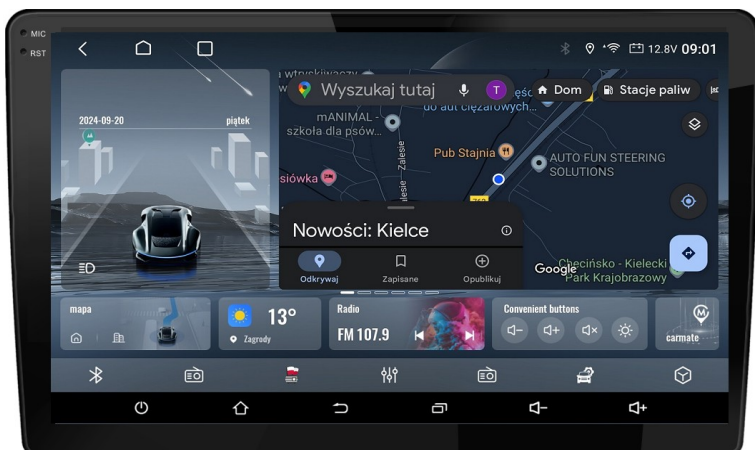 MIC
RST
12.8V 09:01
2024-09-20
piątek
Wyszukaj tutaj
T
Dom
Stacje paliw
mANIMAL -
szkoła dla psów...
do aut ciężarowych...
Pub Stajnia
AUTO FUN STEERING
SOLUTIONS
Zalesie
siówka
Nowości: Kielce
Odkrywaj
Zapisane
Opublikuj
Google
Chęcińsko - Kielecki
Park Krajobrazowy
mapa
13°
Zagrody
Radio
FM 107.9
Convenient buttons
carmate